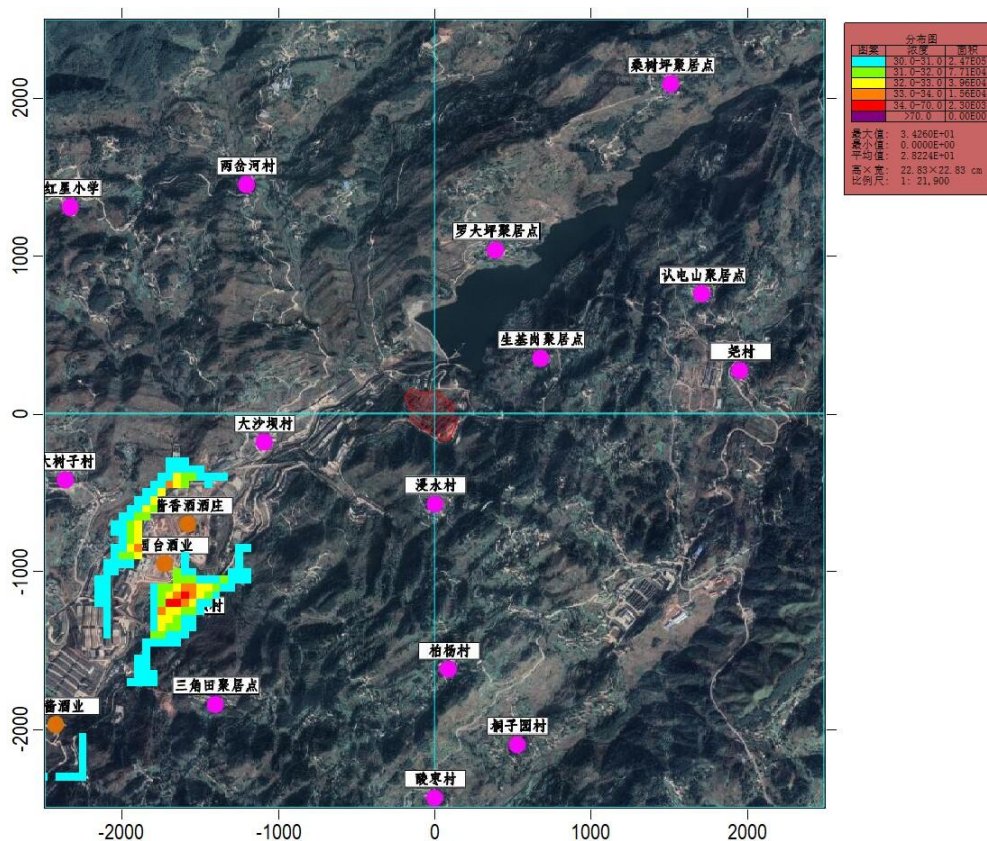 分布图
图案 浓度 面积
30.0-31.0 2.47E05
31.0-32.0 7.71E04
32.0-33.0 3.96E04
33.0-34.0 1.56E04
34.0-70.0 2.30E03
>70.0 0.00E00
最大值: 3.4260E+01
最小值: 0.0000E+00
平均值: 2.8224E+01
高×宽: 22.83×22.83 cm
比例尺: 1: 21,900
2000
桑树坪聚居点
两岔河村
红星小学
罗大坪聚居点
1000
认屯山聚居点
生基岗聚居点
尧村
0
大沙坝村
大树子村
浸水村
酱香酒酒庄
国台酒业
-1000
村
柏杨村
三角田聚居点
酱酒业
-2000
桐子园村
酸枣村
-2000 -1000 0 1000 2000